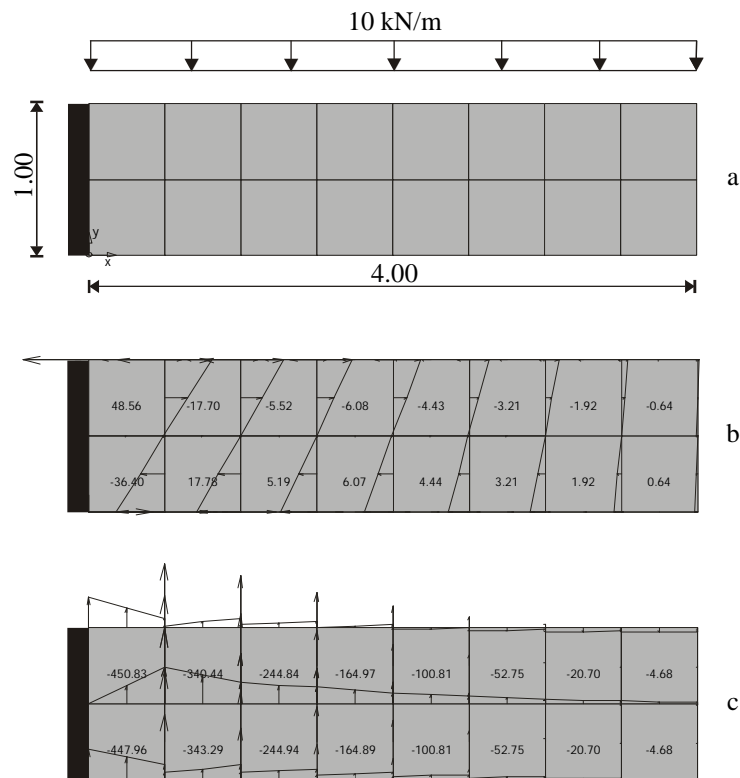 10 kN/m
1.00
a
y
x
4.00
48.56 -17.70 -5.52 -6.08 -4.43 -3.21 -1.92 -0.64
b
-36.40 17.78 5.19 6.07 4.44 3.21 1.92 0.64
-450.83 -340.44 -244.84 -164.97 -100.81 -52.75 -20.70 -4.68
c
-447.96 -343.29 -244.94 -164.89 -100.81 -52.75 -20.70 -4.68